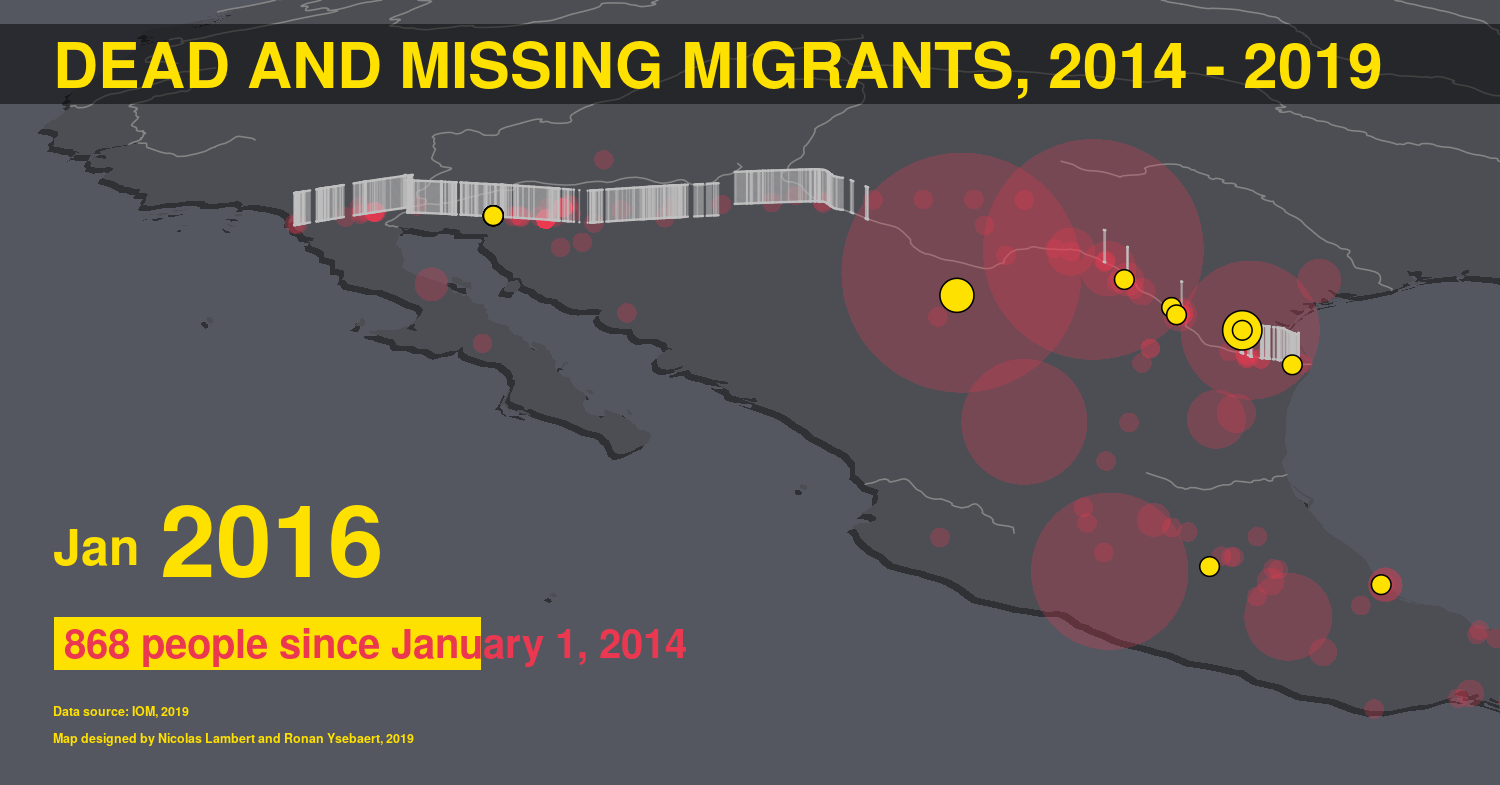 DEAD AND MISSING MIGRANTS, 2014 - 2019
Jan 2016
868 people since January 1, 2014
Data source: IOM, 2019
Map designed by Nicolas Lambert and Ronan Ysebaert, 2019